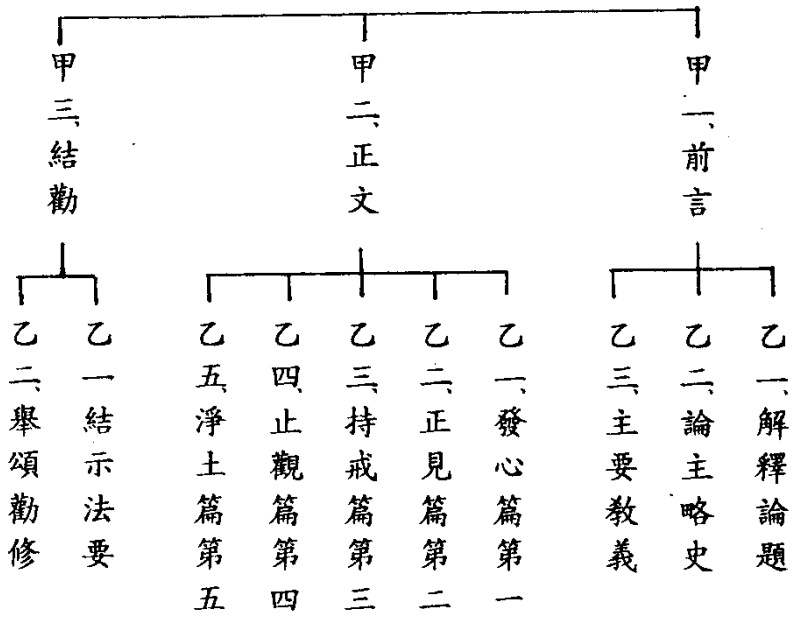 甲一、前言
乙一、解釋論題
乙二、論主略史
乙三、主要教義
甲二、正文
乙一、發心篇第一
乙二、正見篇第二
乙三、持戒篇第三
乙四、止觀篇第四
乙五、淨土篇第五
甲三、結勸
乙一結示法要
乙二、舉頌勸修